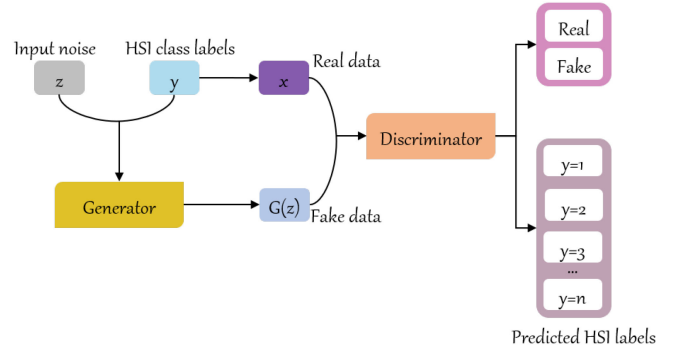 Input noise
HSI class labels
z
y
Real data
x
Generator
G(z)
Fake data
Discriminator
Real
Fake
y=1
y=2
y=3
...
y=n
Predicted HSI labels